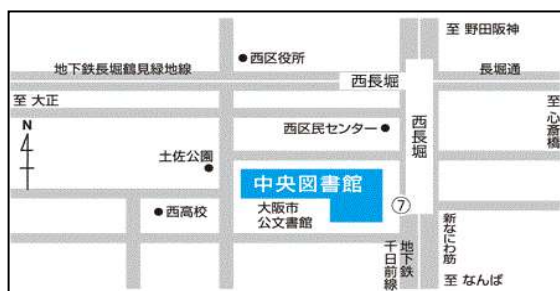 至 野田阪神
西区役所
地下鉄長堀鶴見緑地線
西長堀
長堀通
至 大正
至 心斎橋
N
西区民センター
西長堀
土佐公園
中央図書館
西高校
大阪市
公文書館
⑦
新なにわ筋
地下鉄
千日前線
至 なんば